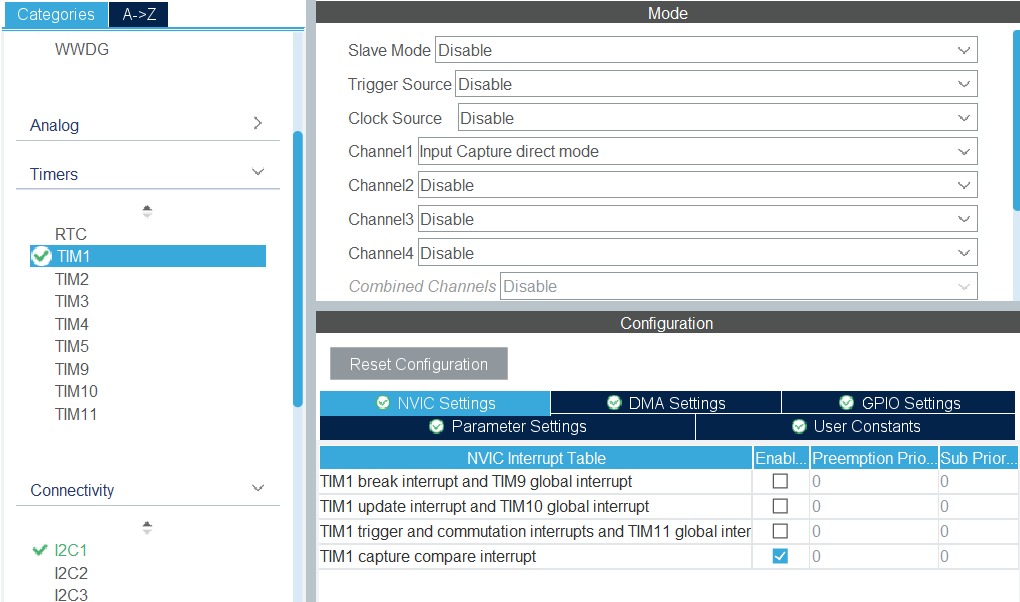 Categories A->Z
WWDG
Analog
Timers
RTC
TIM1
TIM2
TIM3
TIM4
TIM5
TIM9
TIM10
TIM11
Connectivity
I2C1
I2C2
I2C3
Mode
Slave Mode Disable
Trigger Source Disable
Clock Source Disable
Channel1 Input Capture direct mode
Channel2 Disable
Channel3 Disable
Channel4 Disable
Combined Channels Disable
Configuration
Reset Configuration
NVIC Settings DMA Settings GPIO Settings
Parameter Settings User Constants
NVIC Interrupt Table Enabl... Preemption Prio... Sub Prior...
TIM1 break interrupt and TIM9 global interrupt 0 0
TIM1 update interrupt and TIM10 global interrupt 0 0
TIM1 trigger and commutation interrupts and TIM11 global inter 0 0
TIM1 capture compare interrupt 0 0